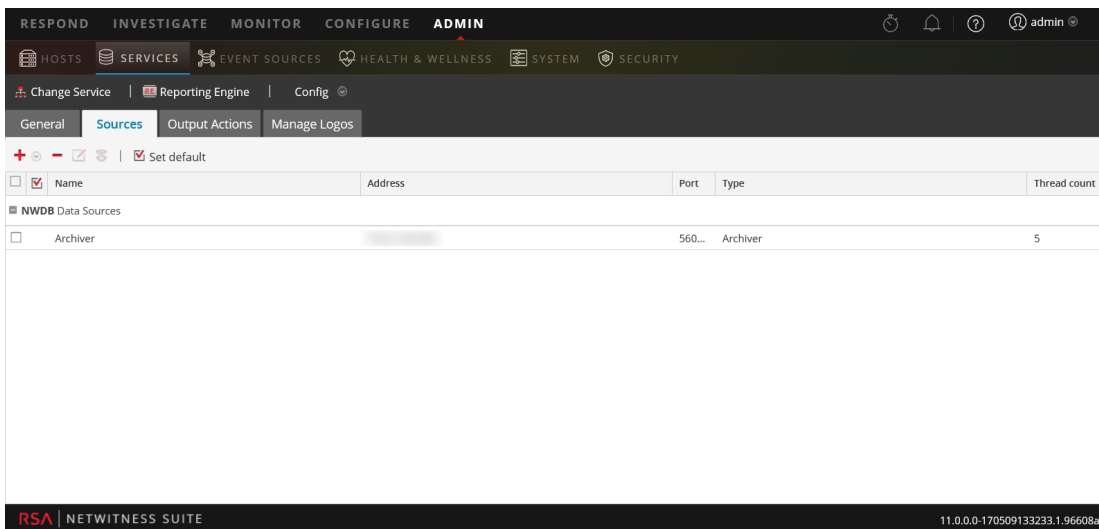 RESPOND INVESTIGATE MONITOR CONFIGURE ADMIN admin
HOSTS SERVICES EVENT SOURCES HEALTH & WELLNESS SYSTEM SECURITY
Change Service | RE Reporting Engine | Config
General Sources Output Actions Manage Logos
Set default
Name Address Port Type Thread count
NWDB Data Sources
Archiver 560... Archiver 5
RSA | NETWITNESS SUITE 11.0.0.0-170509133233.1.96608a